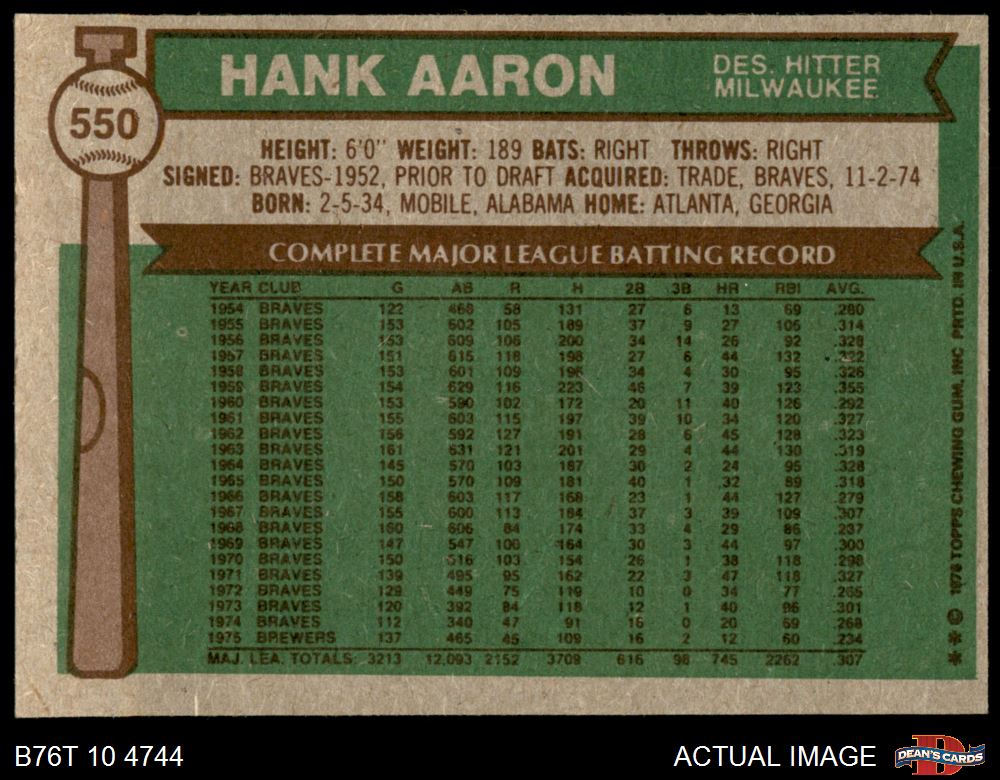 HANK AARON
DES. HITTER
MILWAUKEE
550
HEIGHT: 6'0" WEIGHT: 189 BATS: RIGHT THROWS: RIGHT
SIGNED: BRAVES-1952, PRIOR TO DRAFT ACQUIRED: TRADE, BRAVES, 11-2-74
BORN: 2-5-34, MOBILE, ALABAMA HOME: ATLANTA, GEORGIA
COMPLETE MAJOR LEAGUE BATTING RECORD
YEAR CLUB G AB R H 2B 3B HR RBI AVG.
1954 BRAVES 122 468 58 131 27 6 13 69 .280
1955 BRAVES 153 602 105 189 37 9 27 106 .314
1956 BRAVES 153 609 106 200 34 14 26 92 .328
1957 BRAVES 151 615 118 198 27 6 44 132 .322
1958 BRAVES 153 601 109 196 34 4 30 95 .326
1959 BRAVES 154 629 116 223 46 7 39 123 .355
1960 BRAVES 153 590 102 172 20 11 40 126 .292
1961 BRAVES 155 603 115 197 39 10 34 120 .327
1962 BRAVES 156 592 127 191 28 6 45 128 .323
1963 BRAVES 161 631 121 201 29 4 44 130 .319
1964 BRAVES 145 570 103 187 30 2 24 95 .328
1965 BRAVES 150 570 109 181 40 1 32 89 .318
1966 BRAVES 158 603 117 168 23 1 44 127 .279
1967 BRAVES 155 600 113 184 37 3 39 109 .307
1968 BRAVES 160 606 84 174 33 4 29 86 .287
1969 BRAVES 147 547 100 164 30 3 44 97 .300
1970 BRAVES 150 516 103 154 26 1 38 118 .298
1971 BRAVES 139 495 95 162 22 3 47 118 .327
1972 BRAVES 129 449 75 119 10 0 34 77 .265
1973 BRAVES 120 392 84 118 12 1 40 96 .301
1974 BRAVES 112 340 47 91 16 0 20 69 .268
1975 BREWERS 137 465 45 109 16 2 12 60 .234
MAJ. LEA. TOTALS 3213 12,093 2152 3709 616 98 745 2262 .307
** © 1976 TOPPS CHEWING GUM, INC PRTD. IN U.S.A.
B76T 10 4744
ACTUAL IMAGE
D
DEAN'S CARDS